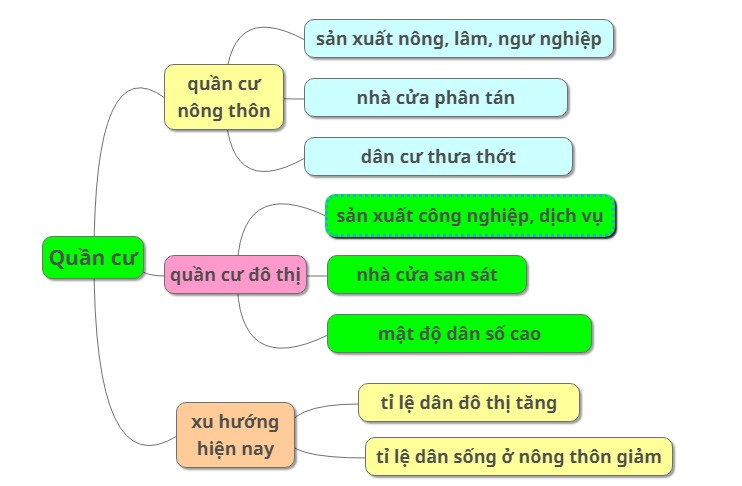 Quần cư
quần cư
nông thôn
sản xuất nông, lâm, ngư nghiệp
nhà cửa phân tán
dân cư thưa thớt
quần cư đô thị
sản xuất công nghiệp, dịch vụ
nhà cửa san sát
mật độ dân số cao
xu hướng
hiện nay
tỉ lệ dân đô thị tăng
tỉ lệ dân sống ở nông thôn giảm